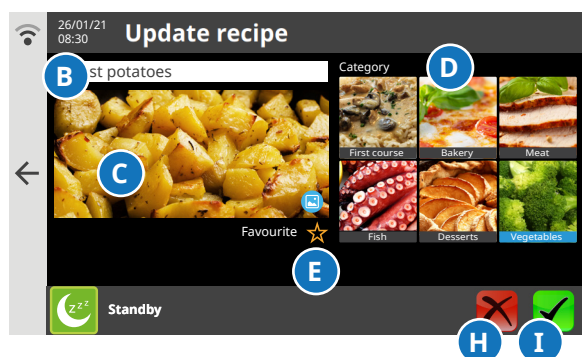 26/01/21
08:30
Update recipe
B
st potatoes
Category
D
C
First course
Bakery
Meat
Favourite
E
Fish
Desserts
Vegetables
zzz
Standby
H
I